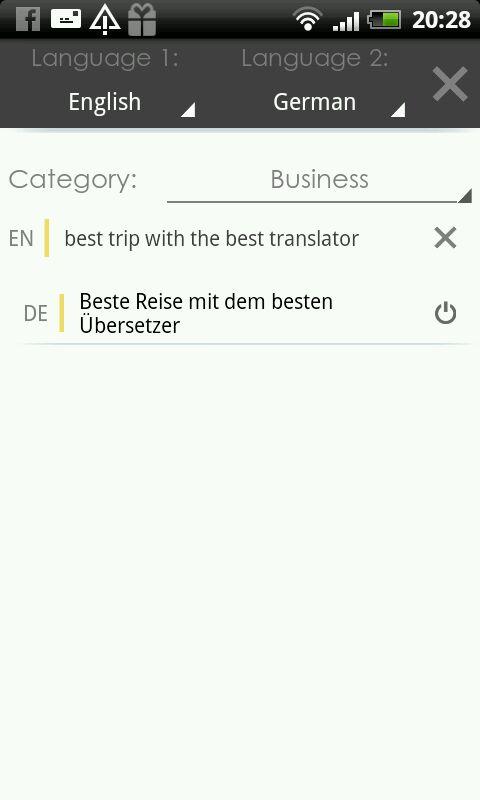 20:28
Language 1: Language 2:
English German
Category: Business
EN best trip with the best translator
DE Beste Reise mit dem besten
Übersetzer